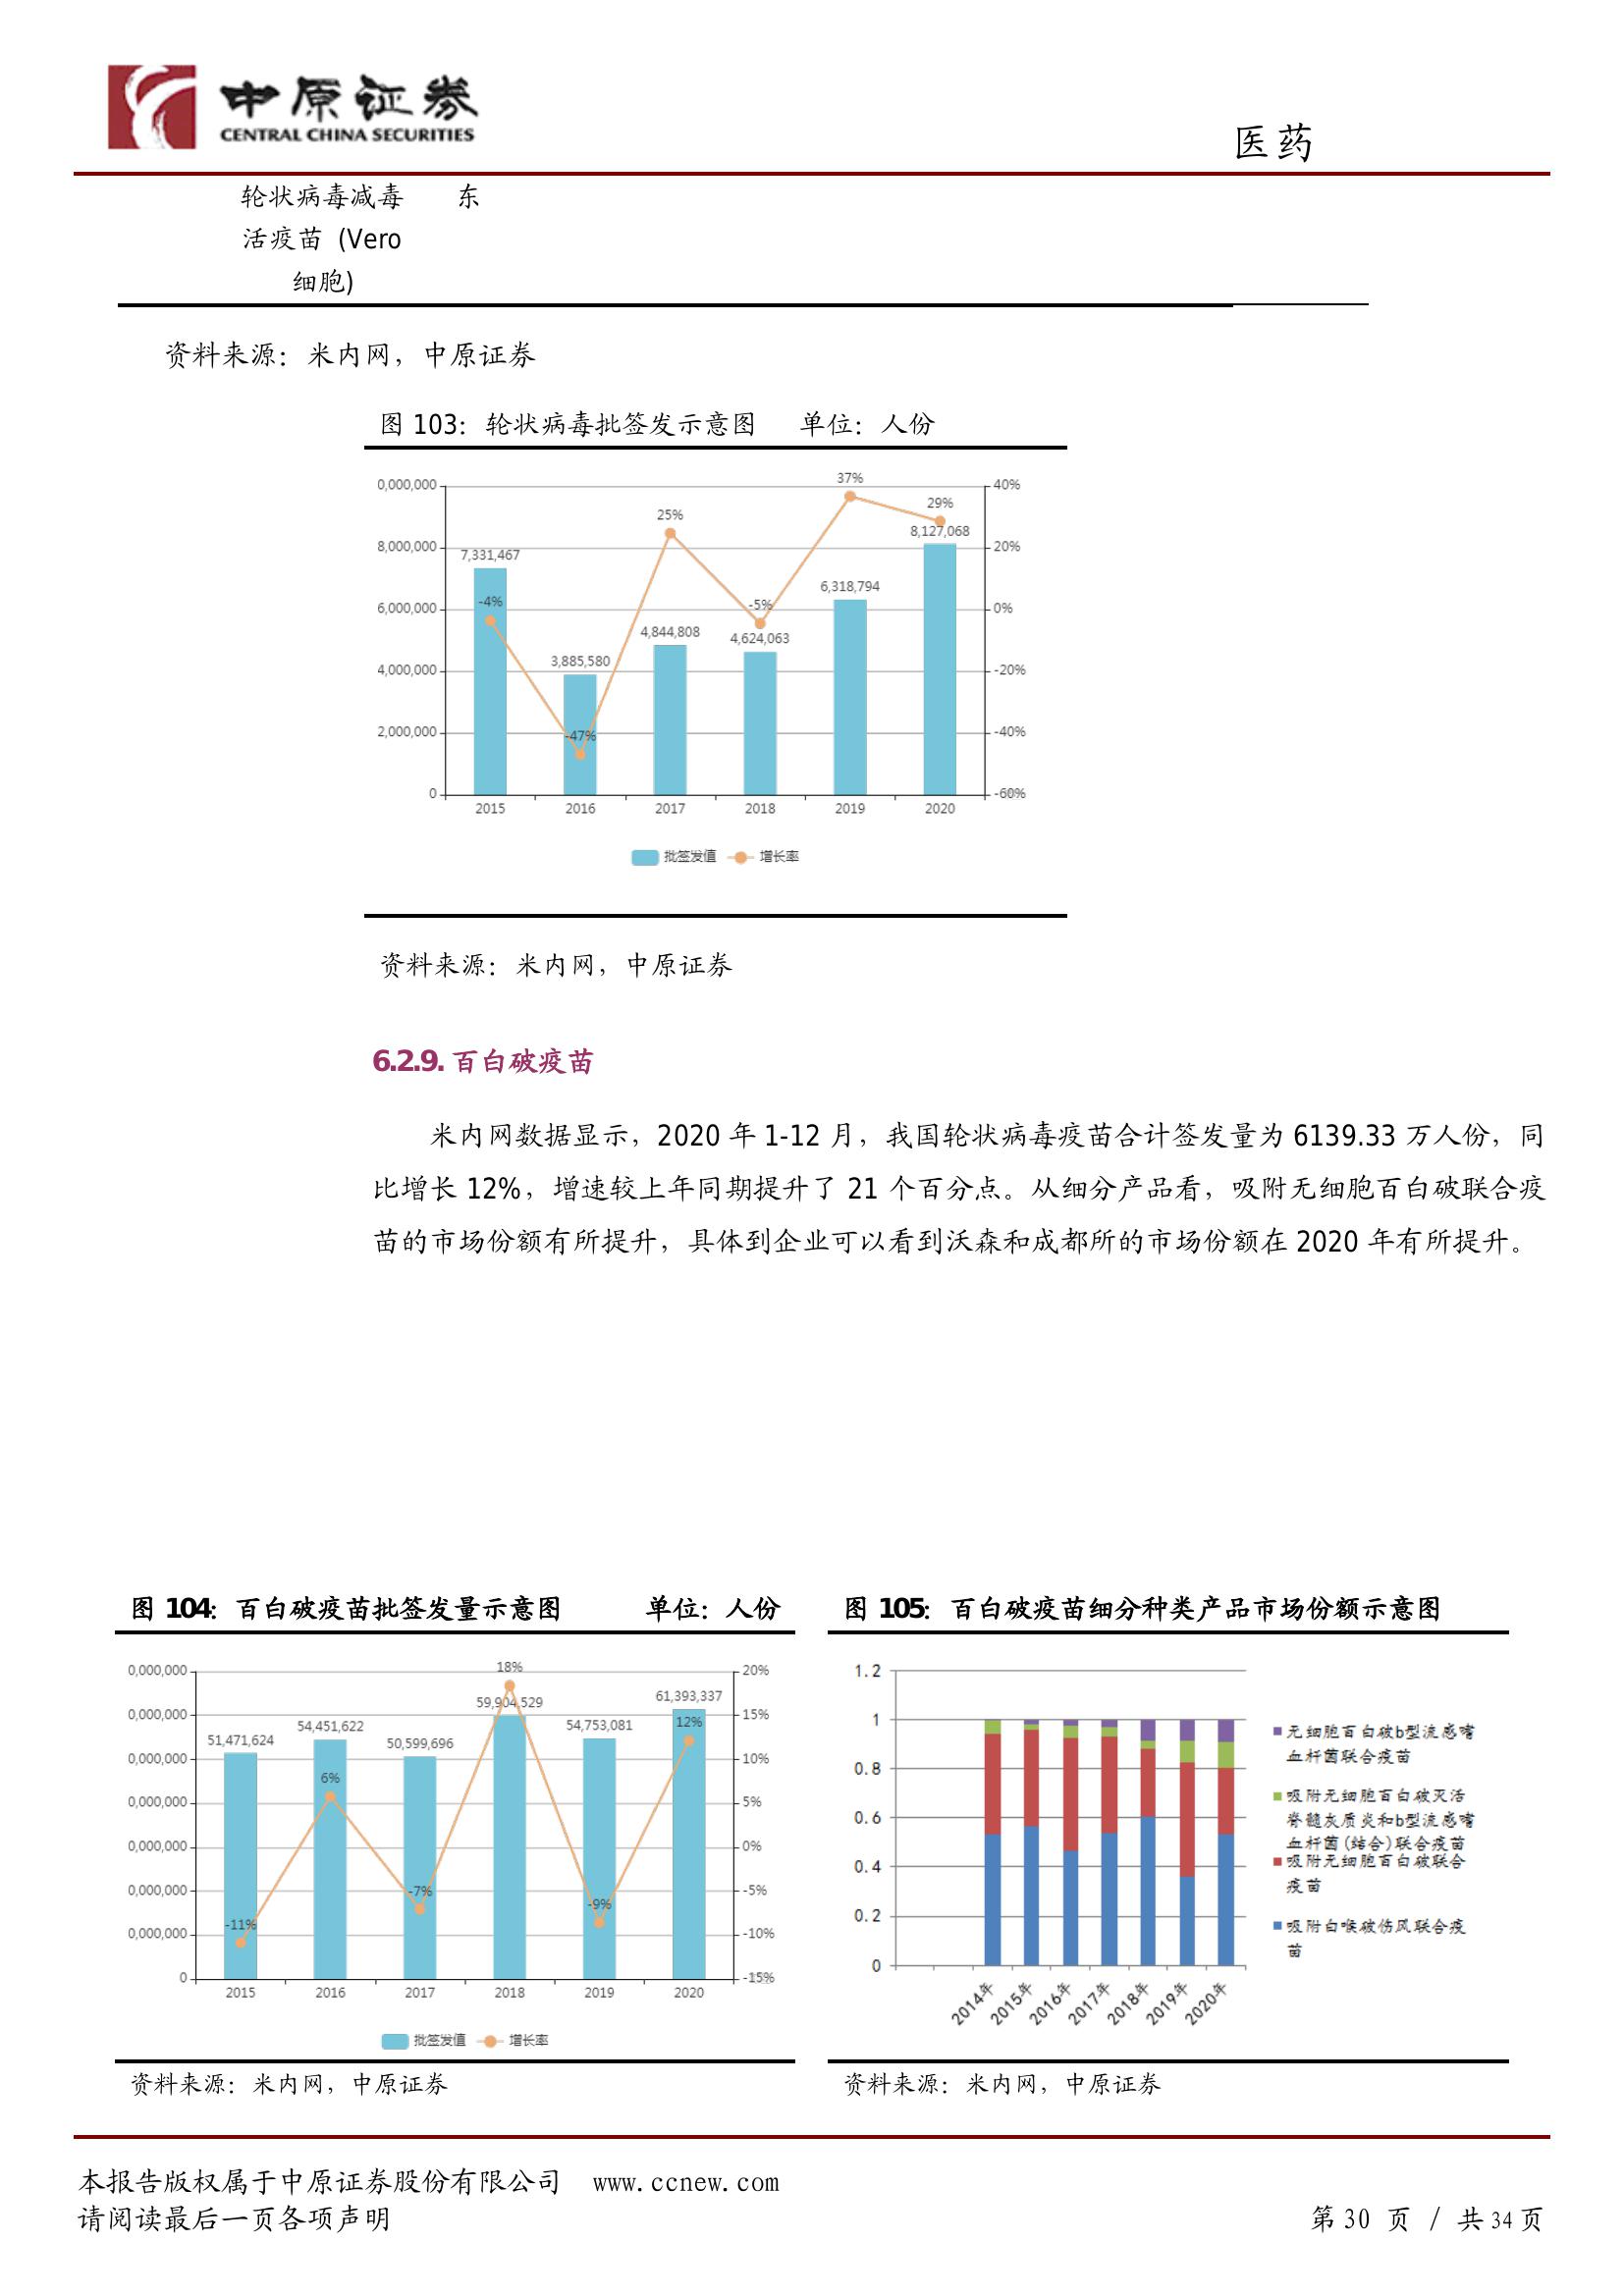 中原证券
CENTRAL CHINA SECURITIES
医药
轮状病毒减毒 东
活疫苗 (Vero
细胞)
资料来源：米内网，中原证券
图 103：轮状病毒批签发示意图 单位：人份
0,000,000
8,000,000
6,000,000
4,000,000
2,000,000
0
40%
20%
0%
-20%
-40%
-60%
7,331,467
3,885,580
4,844,808
4,624,063
6,318,794
8,127,068
-4%
-47%
25%
-5%
37%
29%
2015 2016 2017 2018 2019 2020
批签发值 增长率
资料来源：米内网，中原证券
6.2.9. 百白破疫苗
米内网数据显示，2020 年 1-12 月，我国轮状病毒疫苗合计签发量为 6139.33 万人份，同
比增长 12%，增速较上年同期提升了 21 个百分点。从细分产品看，吸附无细胞百白破联合疫
苗的市场份额有所提升，具体到企业可以看到沃森和成都所的市场份额在 2020 年有所提升。
图 104：百白破疫苗批签发量示意图 单位：人份
0,000,000
0,000,000
0,000,000
0,000,000
0,000,000
0,000,000
0,000,000
0
20%
15%
10%
5%
0%
-5%
-10%
-15%
51,471,624
54,451,622
50,599,696
59,904,529
54,753,081
61,393,337
-11%
6%
-7%
18%
-9%
12%
2015 2016 2017 2018 2019 2020
批签发值 增长率
资料来源：米内网，中原证券
图 105：百白破疫苗细分种类产品市场份额示意图
1.2
1
0.8
0.6
0.4
0.2
0
2014年 2015年 2016年 2017年 2018年 2019年 2020年
无细胞百白破b型流感嗜
血杆菌联合疫苗
吸附无细胞百白破灭活
脊髓灰质炎和b型流感嗜
血杆菌(结合)联合疫苗
吸附无细胞百白破联合
疫苗
吸附白喉破伤风联合疫
苗
资料来源：米内网，中原证券
本报告版权属于中原证券股份有限公司 www.ccnew.com
请阅读最后一页各项声明
第 30 页 / 共 34 页